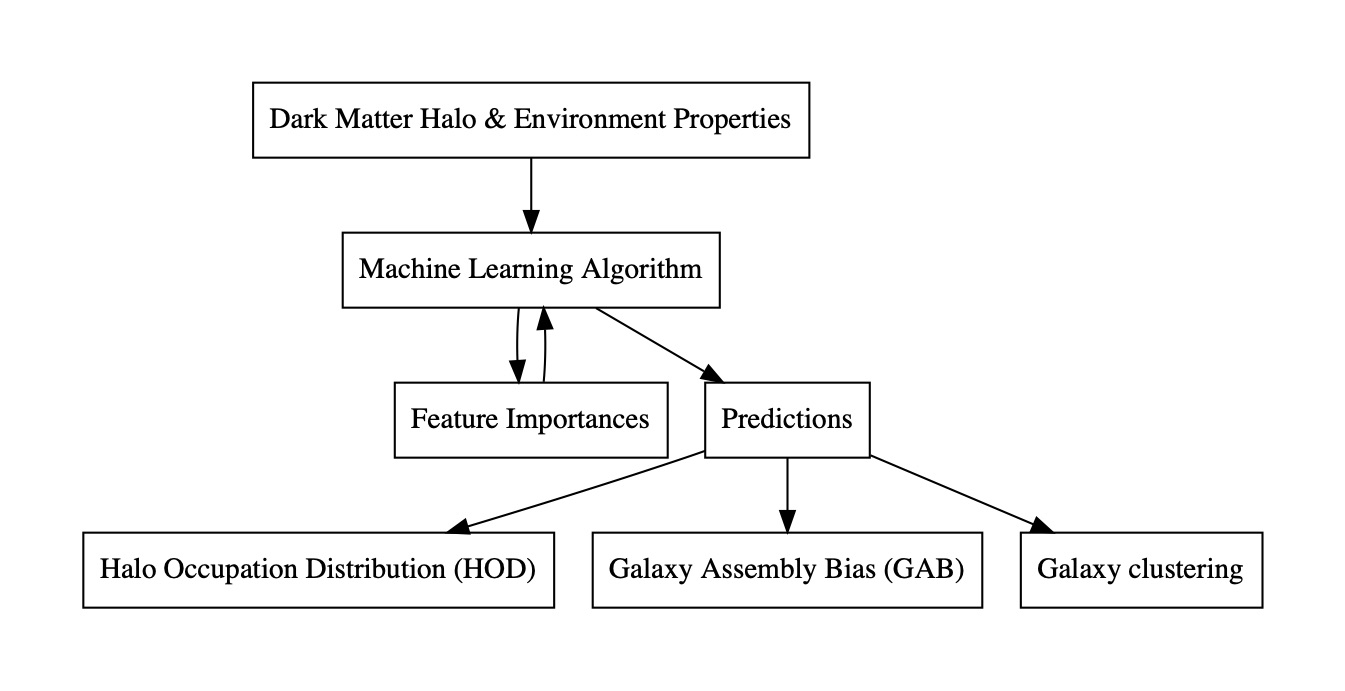 Dark Matter Halo & Environment Properties
Machine Learning Algorithm
Feature Importances
Predictions
Halo Occupation Distribution (HOD)
Galaxy Assembly Bias (GAB)
Galaxy clustering